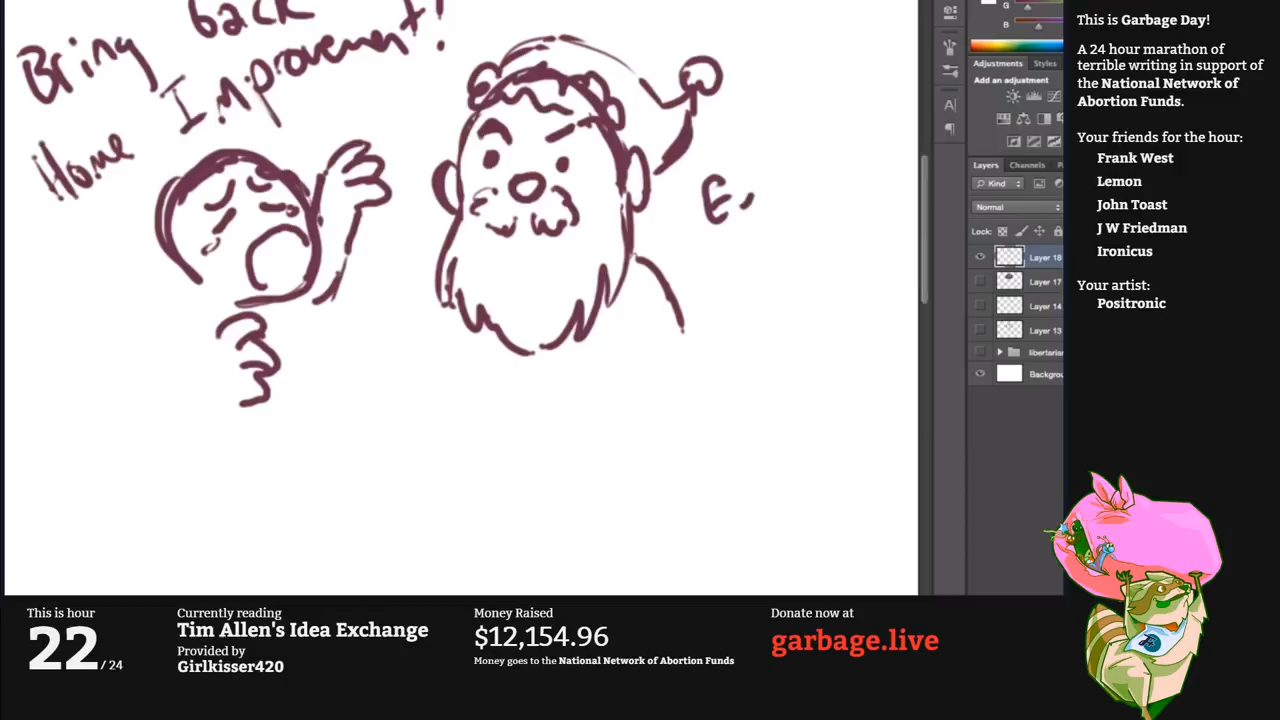 Bring back
Home Improvement!
E.
G
B
Adjustments Styles
Add an adjustment
Layers Channels
Kind
Normal
Lock:
Layer 18
Layer 17
Layer 14
Layer 13
libertarian
Backgrou
This is Garbage Day!
A 24 hour marathon of
terrible writing in support of
the National Network of
Abortion Funds.
Your friends for the hour:
Frank West
Lemon
John Toast
J W Friedman
Ironicus
Your artist:
Positronic
This is hour
22 / 24
Currently reading
Tim Allen's Idea Exchange
Provided by
Girlkisser420
Money Raised
$12,154.96
Money goes to the National Network of Abortion Funds
Donate now at
garbage.live